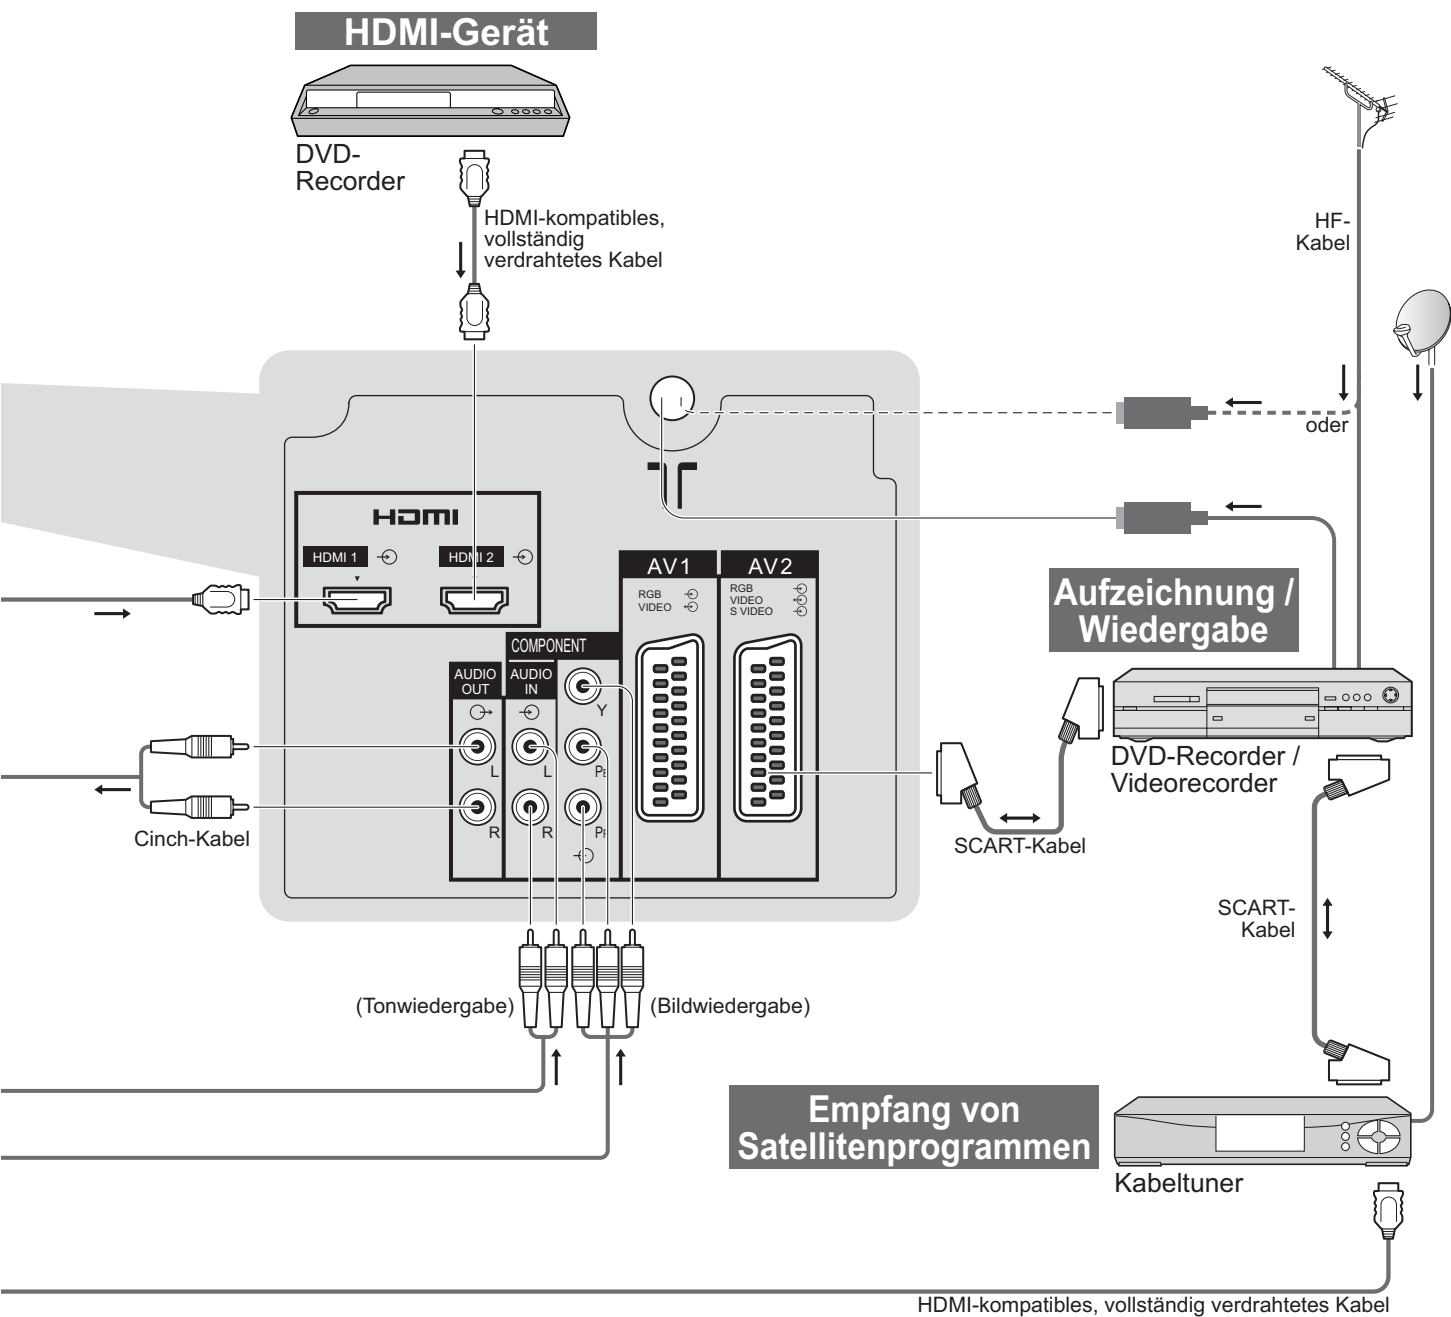 HDMI-Gerät
DVD-
Recorder
HDMI-kompatibles,
vollständig
verdrahtetes Kabel
HF-
Kabel
oder
HDMI
HDMI 1
HDMI 2
AV1
AV2
RGB
VIDEO
RGB
VIDEO
S VIDEO
Aufzeichnung /
Wiedergabe
COMPONENT
AUDIO
OUT
AUDIO
IN
Y
L
L
PB
R
R
PR
Cinch-Kabel
DVD-Recorder /
Videorecorder
SCART-Kabel
SCART-
Kabel
(Tonwiedergabe)
(Bildwiedergabe)
Empfang von
Satellitenprogrammen
Kabeltuner
HDMI-kompatibles, vollständig verdrahtetes Kabel